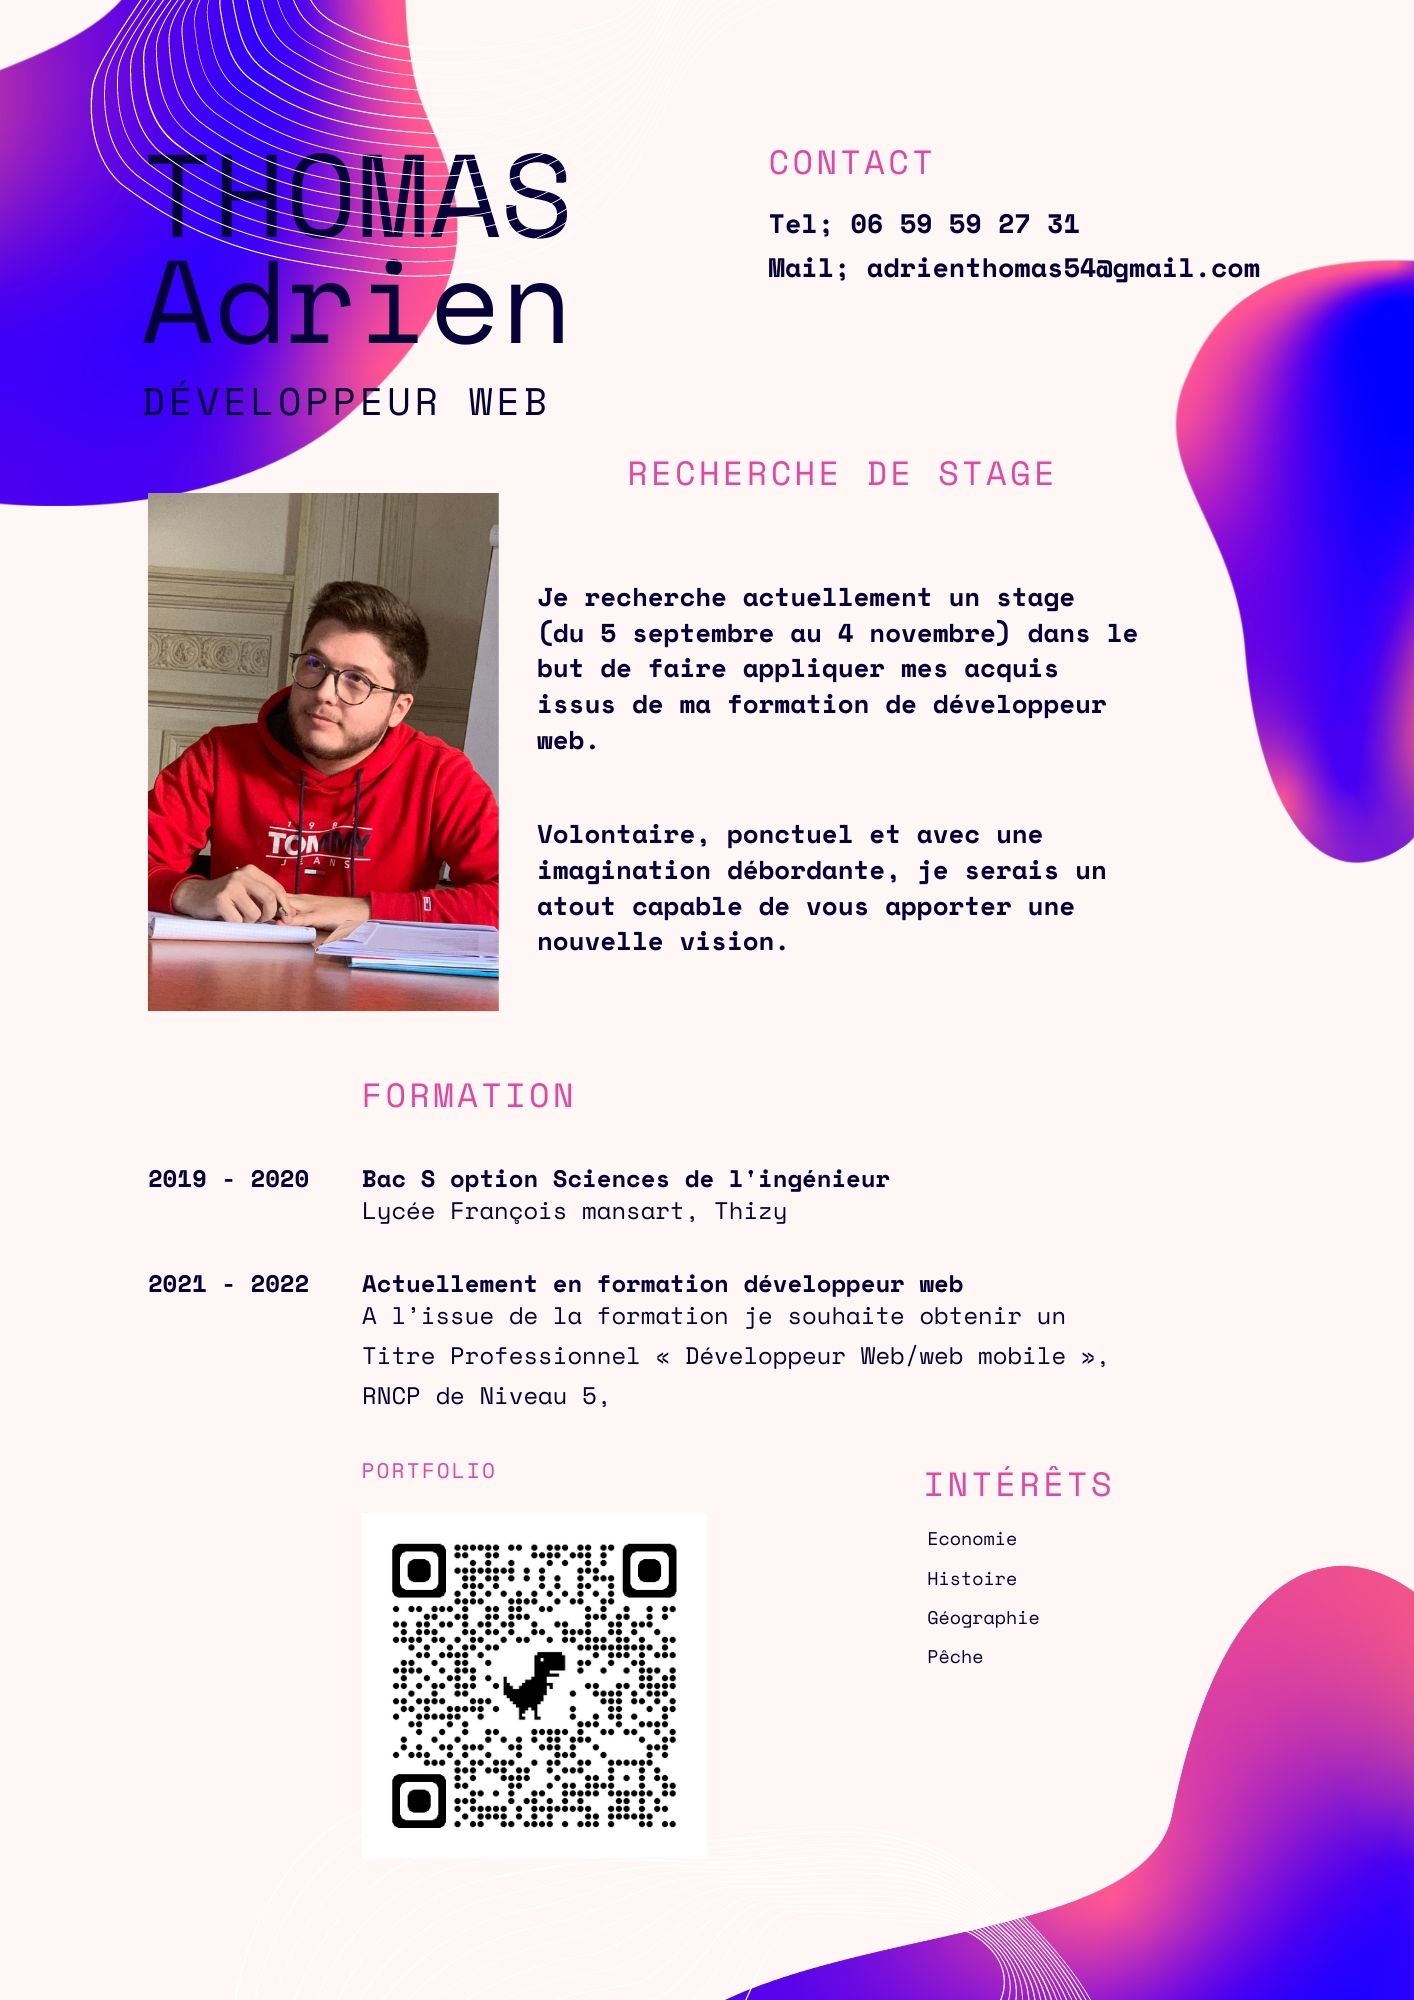 THOMAS
Adrien
DÉVELOPPEUR WEB
CONTACT
Tel; 06 59 59 27 31
Mail; adrienthomas54@gmail.com
RECHERCHE DE STAGE
Je recherche actuellement un stage
(du 5 septembre au 4 novembre) dans le
but de faire appliquer mes acquis
issus de ma formation de développeur
web.
Volontaire, ponctuel et avec une
imagination débordante, je serais un
atout capable de vous apporter une
nouvelle vision.
1985
TOMMY
JEANS
FORMATION
2019 - 2020 Bac S option Sciences de l'ingénieur
Lycée François mansart, Thizy
2021 - 2022 Actuellement en formation développeur web
A l’issue de la formation je souhaite obtenir un
Titre Professionnel « Développeur Web/web mobile »,
RNCP de Niveau 5,
PORTFOLIO
INTÉRÊTS
Economie
Histoire
Géographie
Pêche